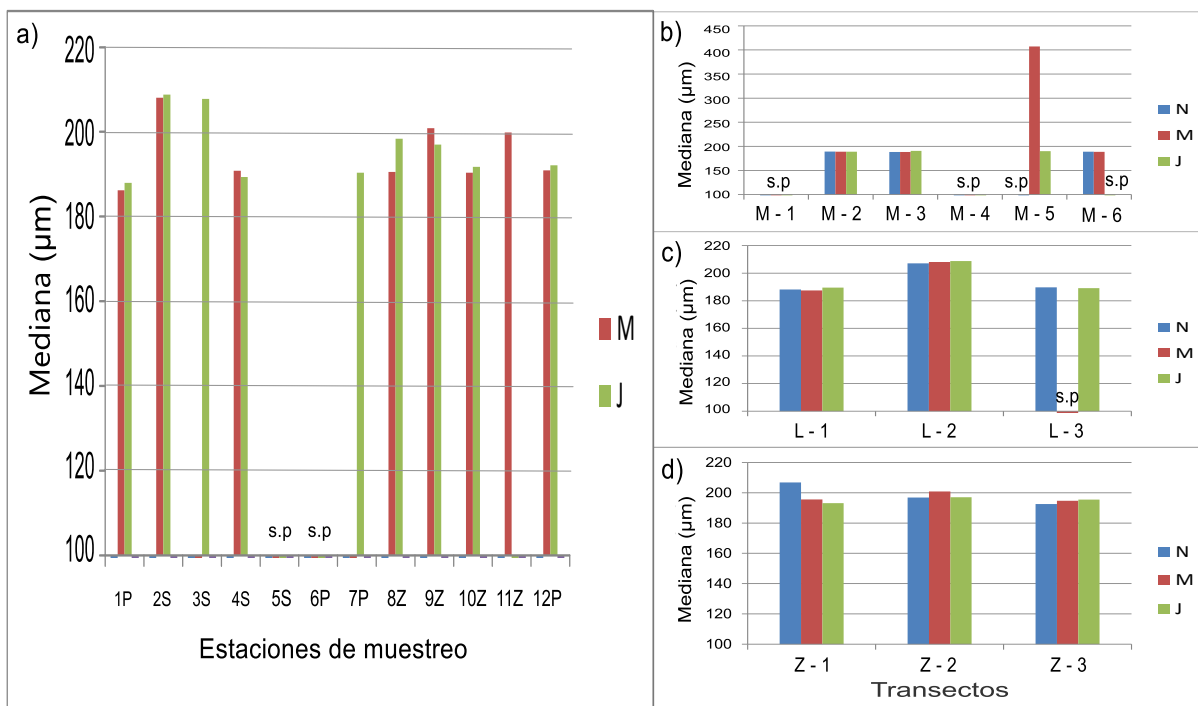 a)
Mediana (µm)
220
200
180
160
140
120
100
s.p
s.p
1P 2S 3S 4S 5S 6P 7P 8Z 9Z 10Z 11Z 12P
Estaciones de muestreo
M
J
b)
Mediana (µm)
450
400
350
300
250
200
150
100
s.p
s.p
s.p
s.p
M - 1 M - 2 M - 3 M - 4 M - 5 M - 6
N
M
J
c)
Mediana (µm)
220
200
180
160
140
120
100
s.p
L - 1 L - 2 L - 3
N
M
J
d)
Mediana (µm)
220
200
180
160
140
120
100
Z - 1 Z - 2 Z - 3
Transectos
N
M
J